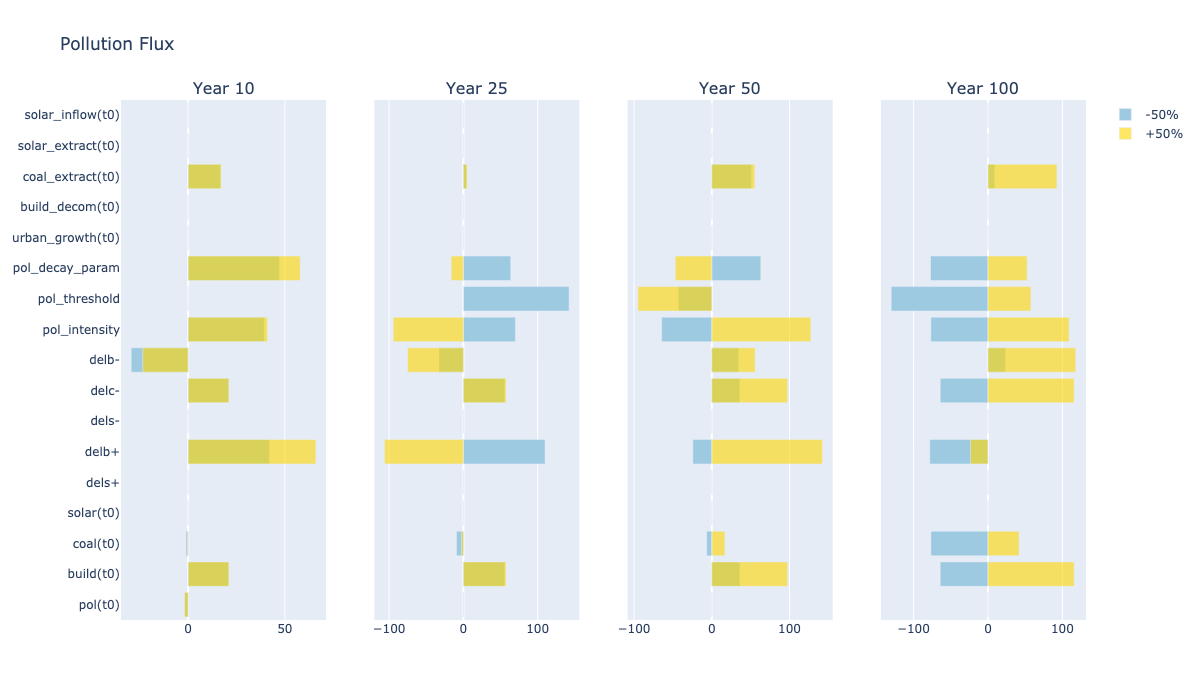 Pollution Flux
Year 10
Year 25
Year 50
Year 100
-50%
+50%
solar_inflow(t0)
solar_extract(t0)
coal_extract(t0)
build_decom(t0)
urban_growth(t0)
pol_decay_param
pol_threshold
pol_intensity
delb-
delc-
dels-
delb+
dels+
solar(t0)
coal(t0)
build(t0)
pol(t0)
0 50
−100 0 100
−100 0 100
−100 0 100